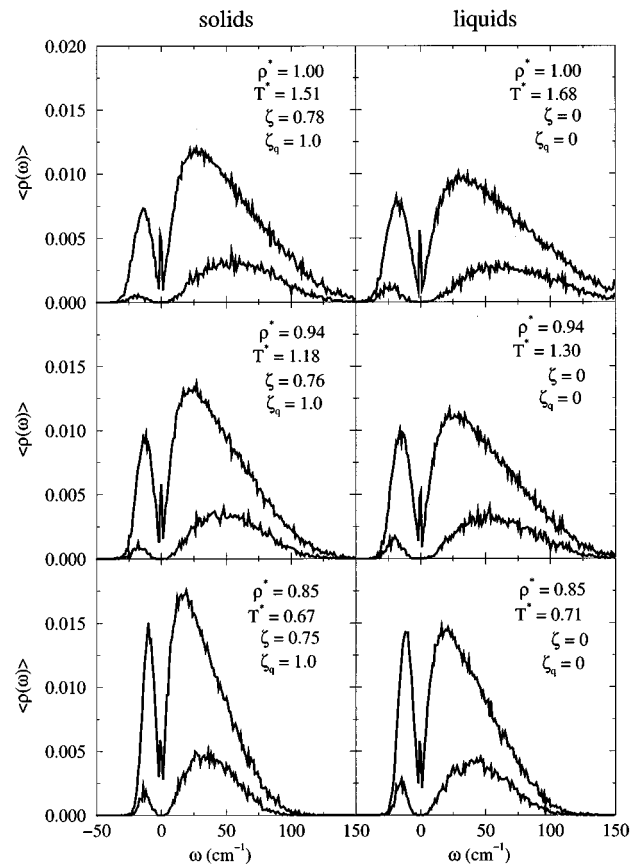 solids
liquids
0.020
0.015
0.010
0.005
0.000
<ρ(ω)>
ρ* = 1.00
T* = 1.51
ζ = 0.78
ζq = 1.0
ρ* = 1.00
T* = 1.68
ζ = 0
ζq = 0
0.015
0.010
0.005
0.000
<ρ(ω)>
ρ* = 0.94
T* = 1.18
ζ = 0.76
ζq = 1.0
ρ* = 0.94
T* = 1.30
ζ = 0
ζq = 0
0.015
0.010
0.005
0.000
<ρ(ω)>
ρ* = 0.85
T* = 0.67
ζ = 0.75
ζq = 1.0
ρ* = 0.85
T* = 0.71
ζ = 0
ζq = 0
−50 0 50 100 150 0 50 100 150
ω (cm⁻¹) ω (cm⁻¹)